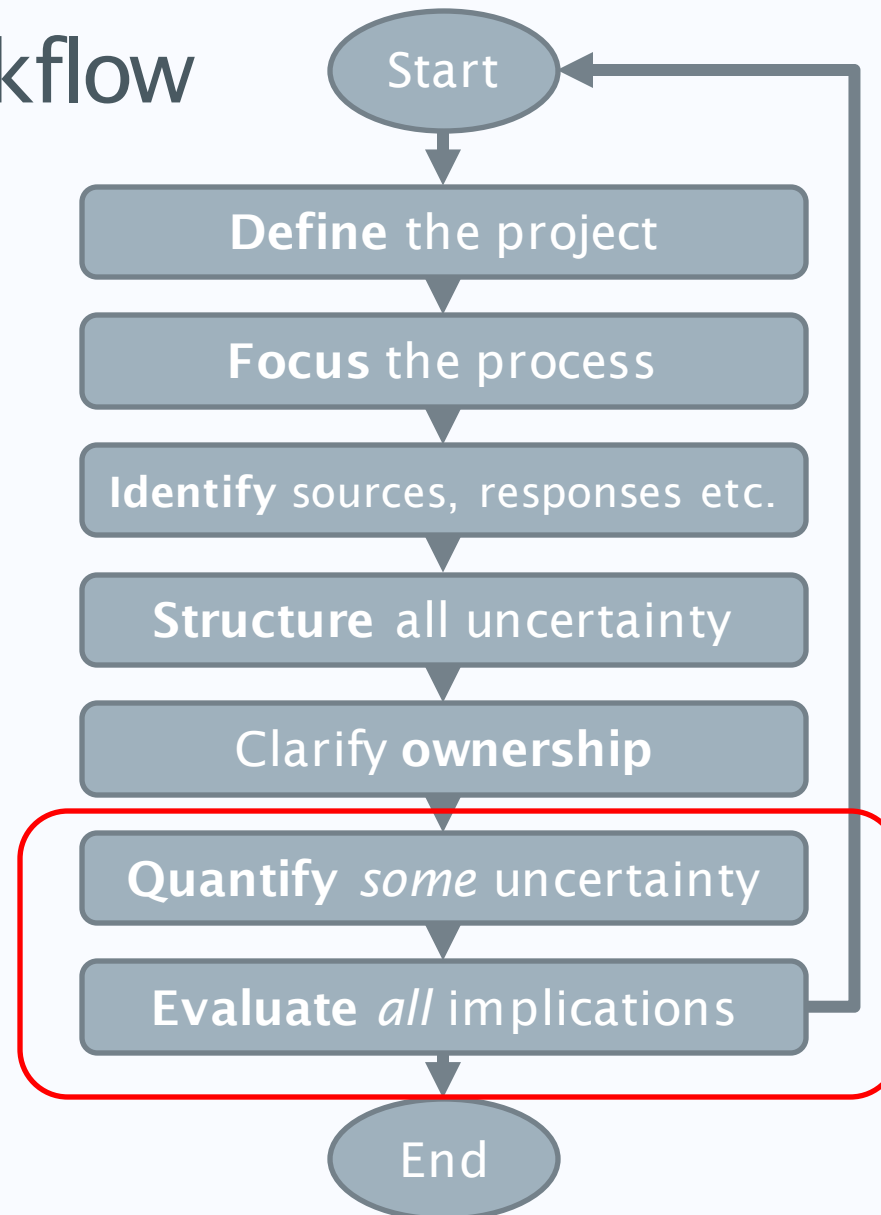 kflow
Start
Define the project
Focus the process
Identify sources, responses etc.
Structure all uncertainty
Clarify ownership
Quantify some uncertainty
Evaluate all implications
End